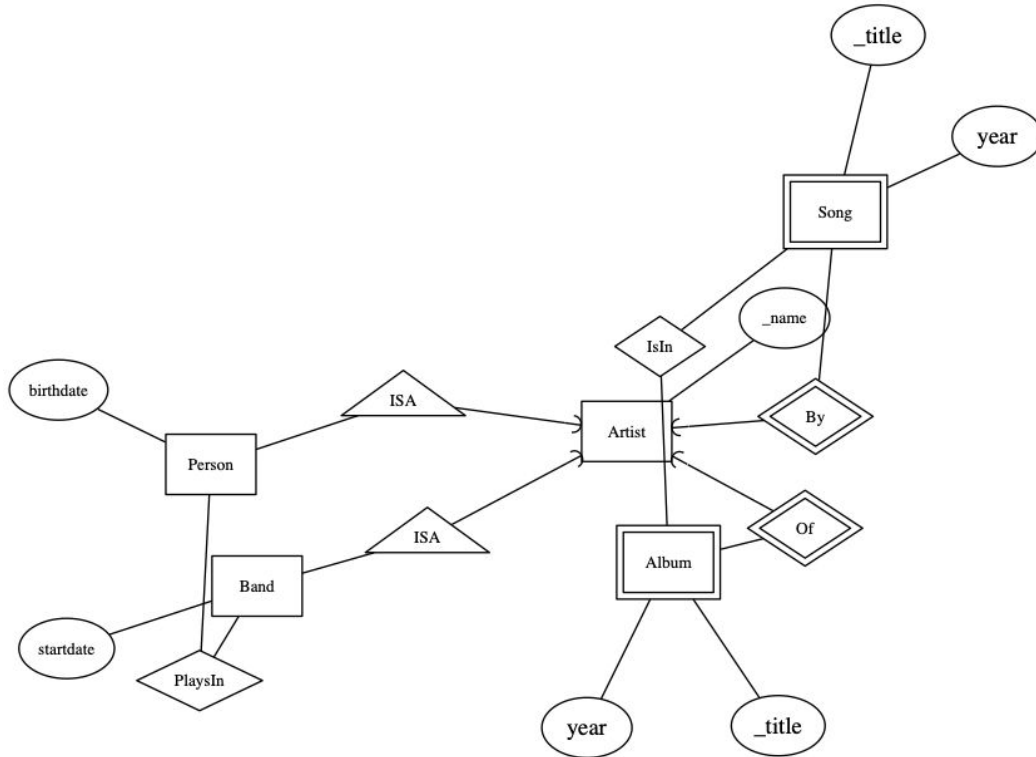 _title
year
Song
_name
IsIn
birthdate
ISA
By
Artist
Person
Of
ISA
Album
Band
startdate
PlaysIn
year
_title